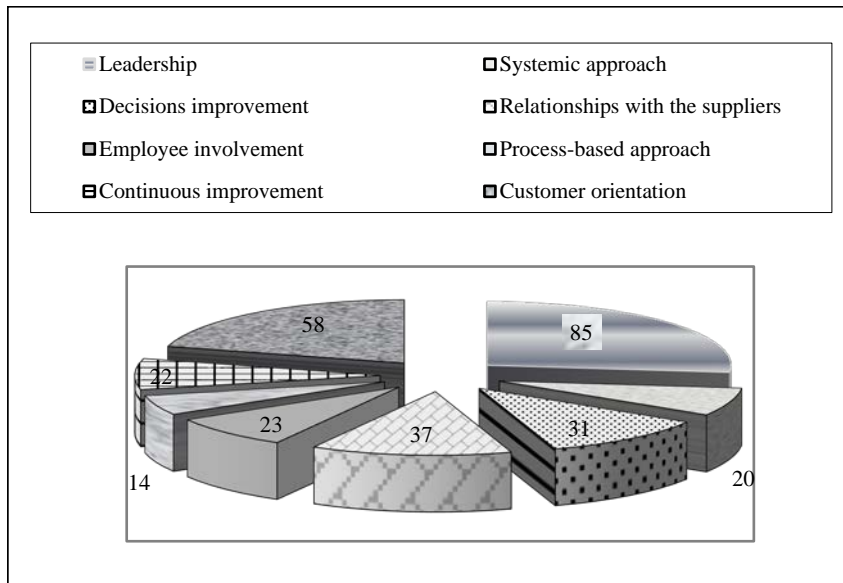 Leadership Systemic approach
Decisions improvement Relationships with the suppliers
Employee involvement Process-based approach
Continuous improvement Customer orientation
58
85
22
23
37
31
14
20